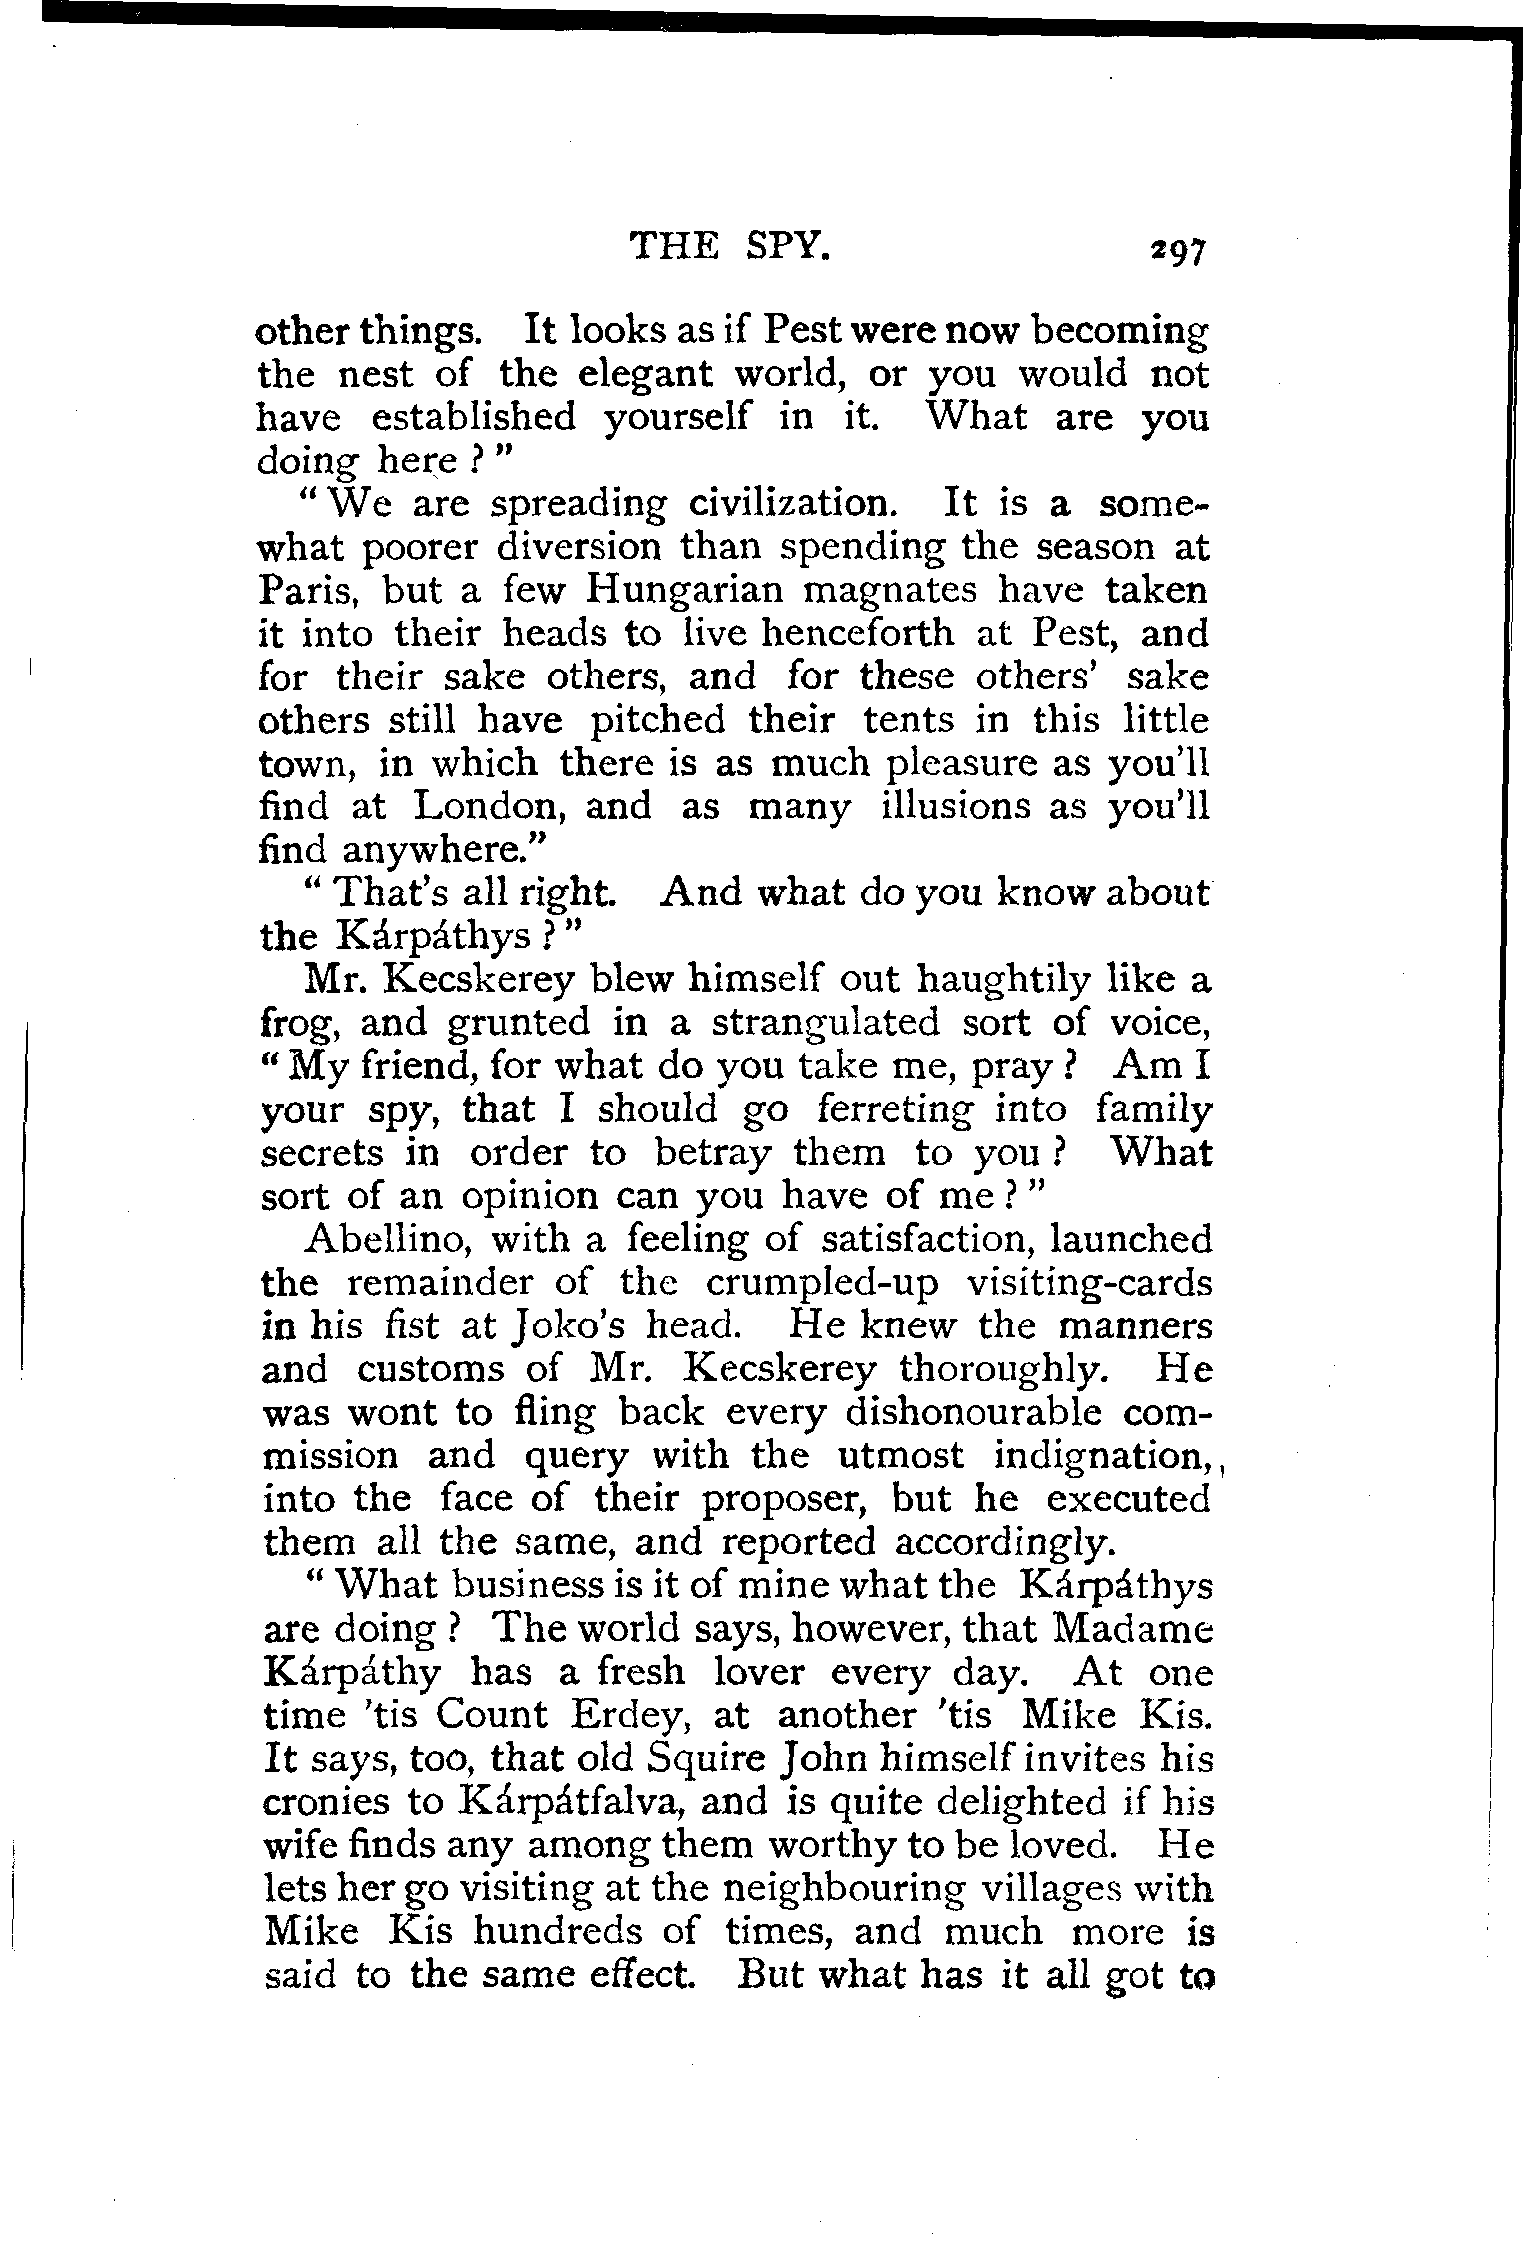 THE SPY. 297
other things. It looks as if Pest were now becoming
the nest of the elegant world, or you would not
have established yourself in it. What are you
doing here ? "
" We are spreading civilization. It is a some-
what poorer diversion than spending the season at
Paris, but a few Hungarian magnates have taken
it into their heads to live henceforth at Pest, and
for their sake others, and for these others' sake
others still have pitched their tents in this little
town, in which there is as much pleasure as you'll
find at London, and as many illusions as you'll
find anywhere."
" That's all right. And what do you know about
the Kárpáthys ? "
Mr. Kecskerey blew himself out haughtily like a
frog, and grunted in a strangulated sort of voice,
" My friend, for what do you take me, pray ? Am I
your spy, that I should go ferreting into family
secrets in order to betray them to you ? What
sort of an opinion can you have of me ? "
Abellino, with a feeling of satisfaction, launched
the remainder of the crumpled-up visiting-cards
in his fist at Joko's head. He knew the manners
and customs of Mr. Kecskerey thoroughly. He
was wont to fling back every dishonourable com-
mission and query with the utmost indignation,
into the face of their proposer, but he executed
them all the same, and reported accordingly.
" What business is it of mine what the Kárpáthys
are doing ? The world says, however, that Madame
Kárpáthy has a fresh lover every day. At one
time 'tis Count Erdey, at another 'tis Mike Kis.
It says, too, that old Squire John himself invites his
cronies to Kárpátfalva, and is quite delighted if his
wife finds any among them worthy to be loved. He
lets her go visiting at the neighbouring villages with
Mike Kis hundreds of times, and much more is
said to the same effect. But what has it all got to